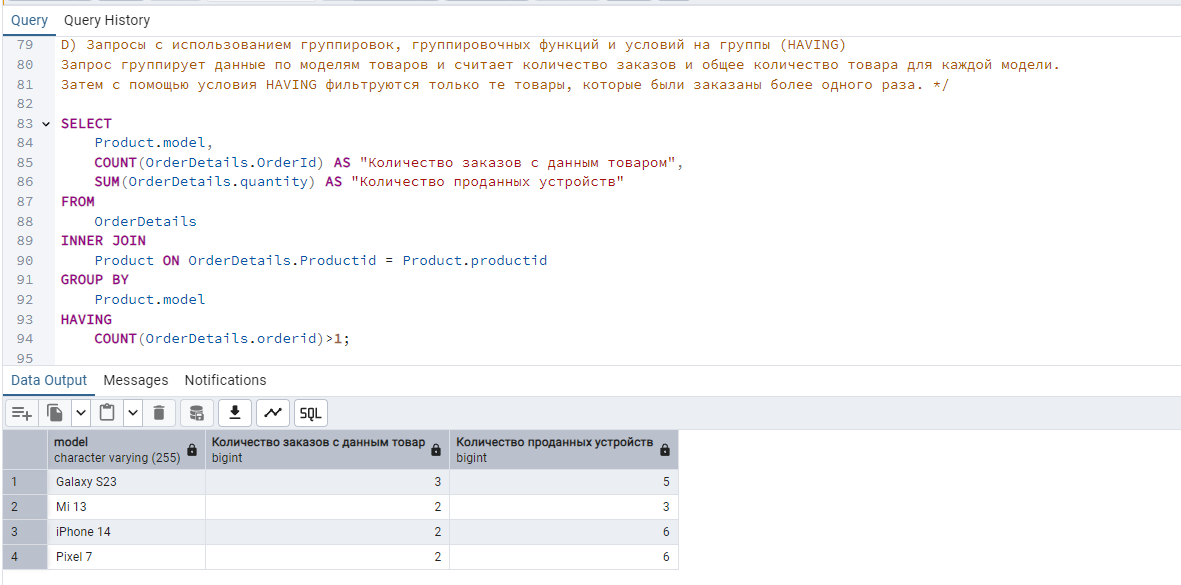 Query Query History
79 D) Запросы с использованием группировок, группировочных функций и условий на группы (HAVING)
80 Запрос группирует данные по моделям товаров и считает количество заказов и общее количество товара для каждой модели.
81 Затем с помощью условия HAVING фильтруются только те товары, которые были заказаны более одного раза. */
82
83 SELECT
84 Product.model,
85 COUNT(OrderDetails.OrderId) AS "Количество заказов с данным товаром",
86 SUM(OrderDetails.quantity) AS "Количество проданных устройств"
87 FROM
88 OrderDetails
89 INNER JOIN
90 Product ON OrderDetails.Productid = Product.productid
91 GROUP BY
92 Product.model
93 HAVING
94 COUNT(OrderDetails.orderid)>1;
95
Data Output Messages Notifications
SQL
model Количество заказов с данным товар Количество проданных устройств
character varying (255) bigint bigint
1 Galaxy S23 3 5
2 Mi 13 2 3
3 iPhone 14 2 6
4 Pixel 7 2 6